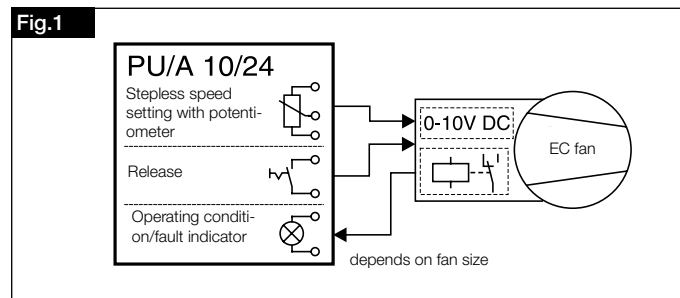 Fig.1
PU/A 10/24
Stepless speed
setting with potenti-
ometer
Release
Operating conditi-
on/fault indicator
0-10V DC
EC fan
depends on fan size